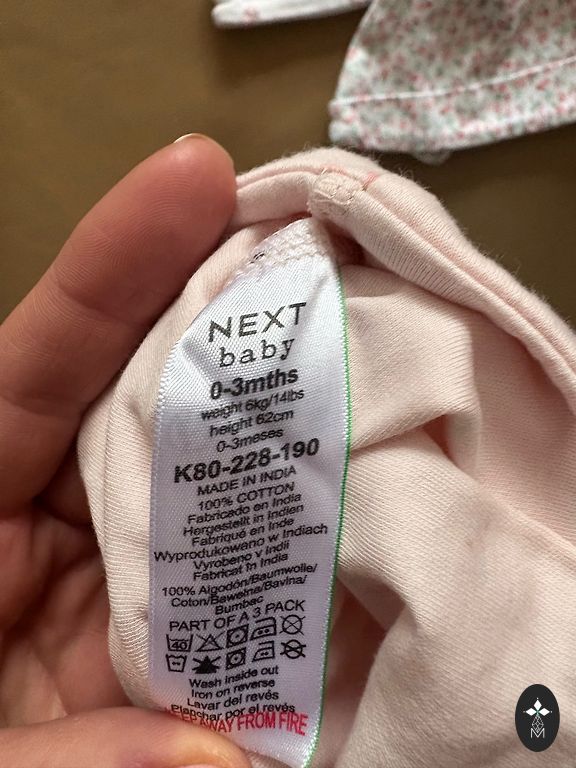 NEXT
baby
0-3mths
weight 6kg/14lbs
height 62cm
0-3meses
K80-228-190
MADE IN INDIA
100% COTTON
Fabricado en India
Hergestellt in Indien
Fabriqué en Inde
Wyprodukowano w Indiach
Vyrobeno v Indii
Fabricat în India
100% Algodón/Baumwolle/
Coton/Bawełna/Bavlna/
Bumbac
PART OF A 3 PACK
40
Wash inside out
Iron on reverse
Lavar del revés
Planchar por el revés
AWAY FROM FIRE
M